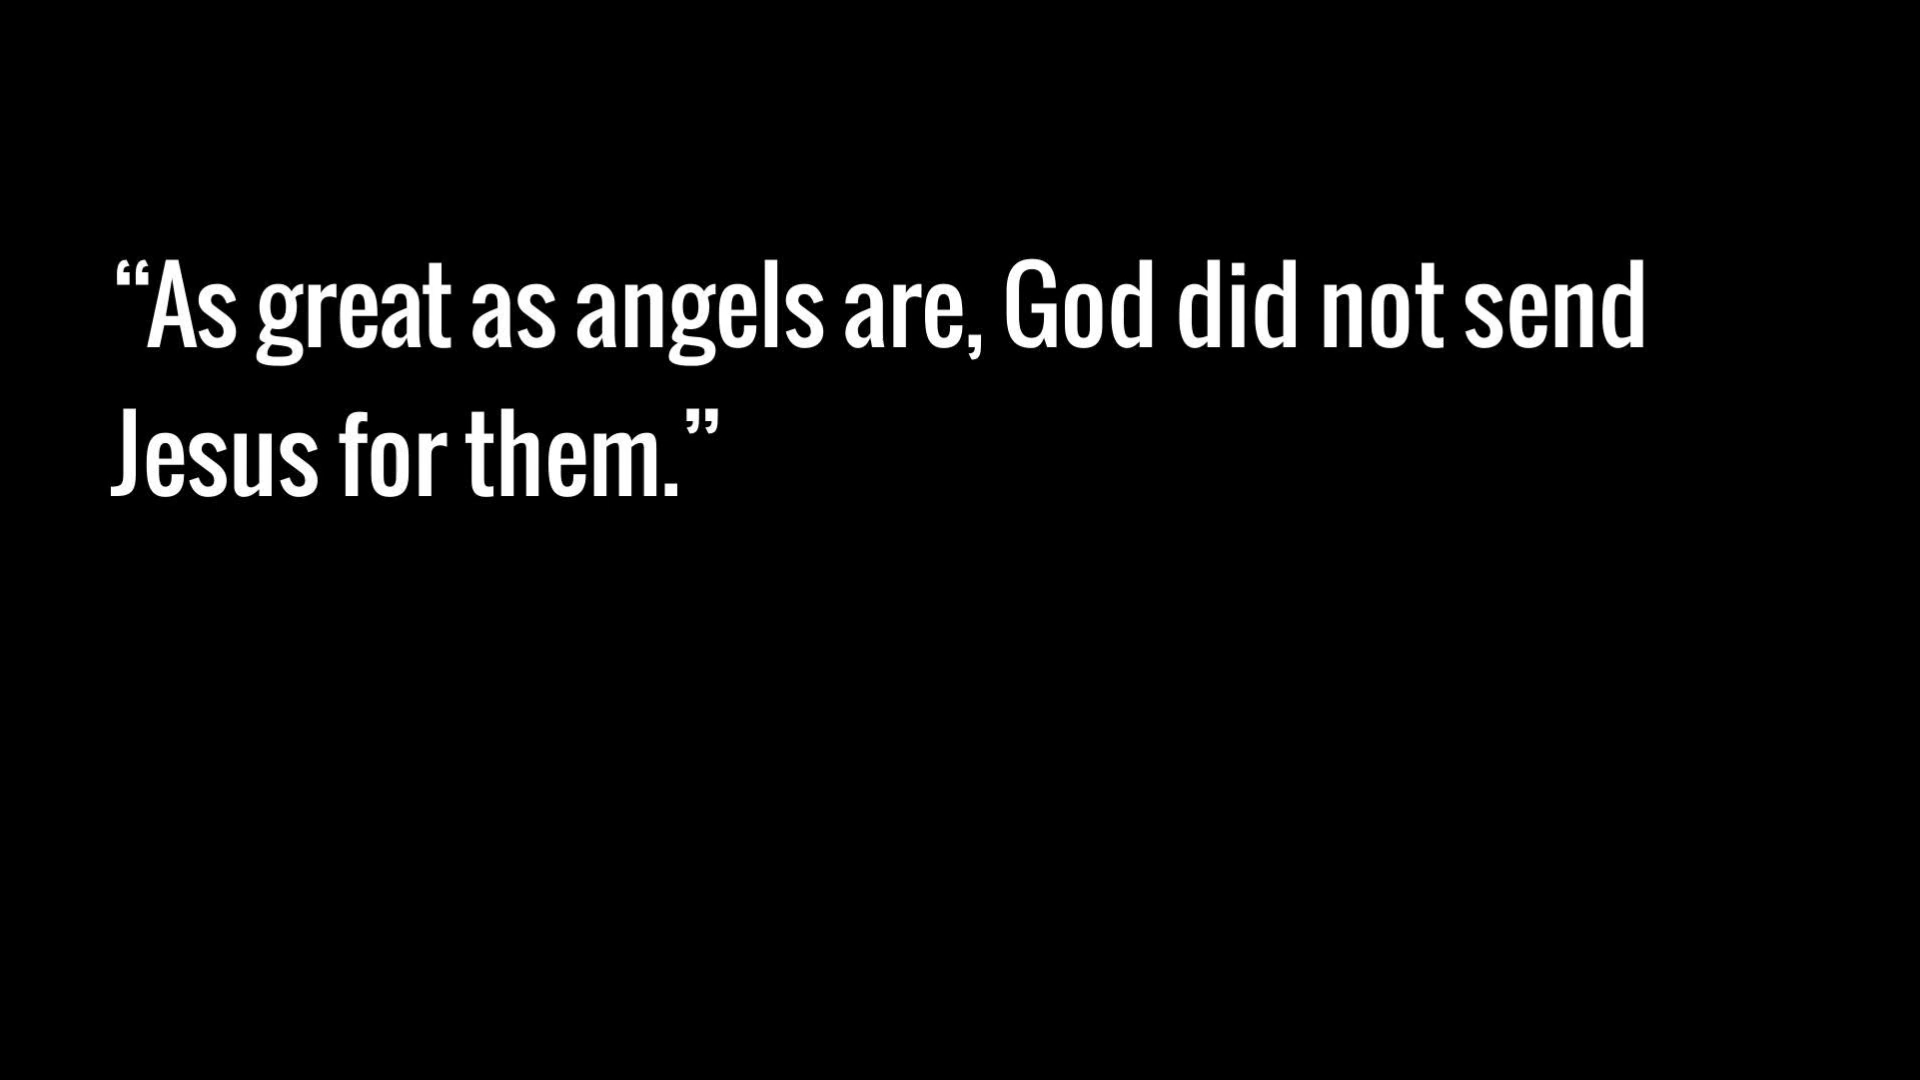 “As great as angels are, God did not send
Jesus for them.”